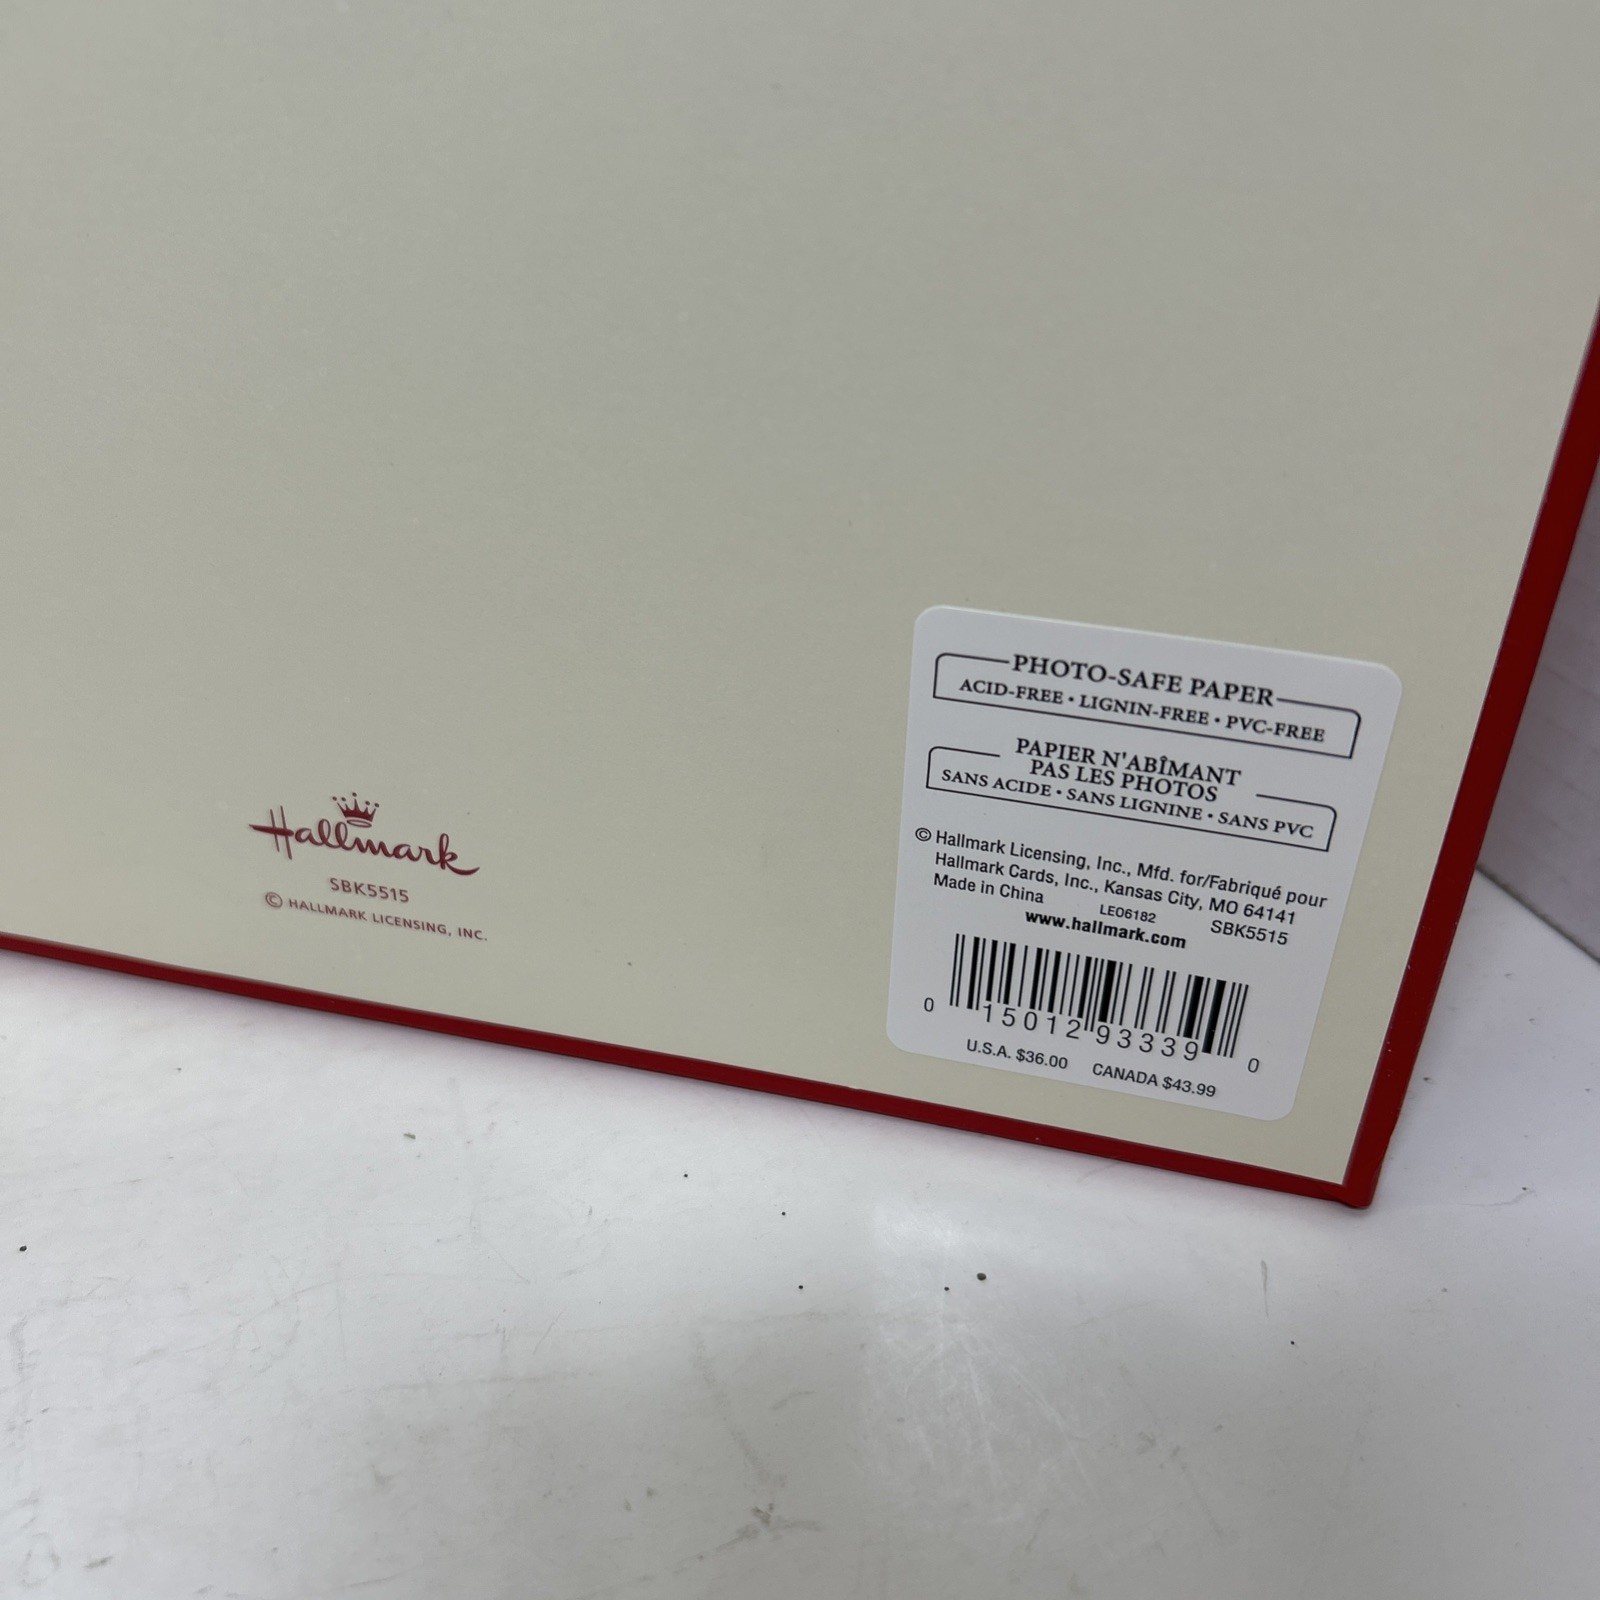 Hallmark
SBK5515
© HALLMARK LICENSING, INC.
PHOTO-SAFE PAPER
ACID-FREE • LIGNIN-FREE • PVC-FREE
PAPIER N'ABÎMANT
PAS LES PHOTOS
SANS ACIDE • SANS LIGNINE • SANS PVC
© Hallmark Licensing, Inc., Mfd. for/Fabriqué pour
Hallmark Cards, Inc., Kansas City, MO 64141
Made in China LEO6182 SBK5515
www.hallmark.com
0 15012 93339 0
U.S.A. $36.00 CANADA $43.99